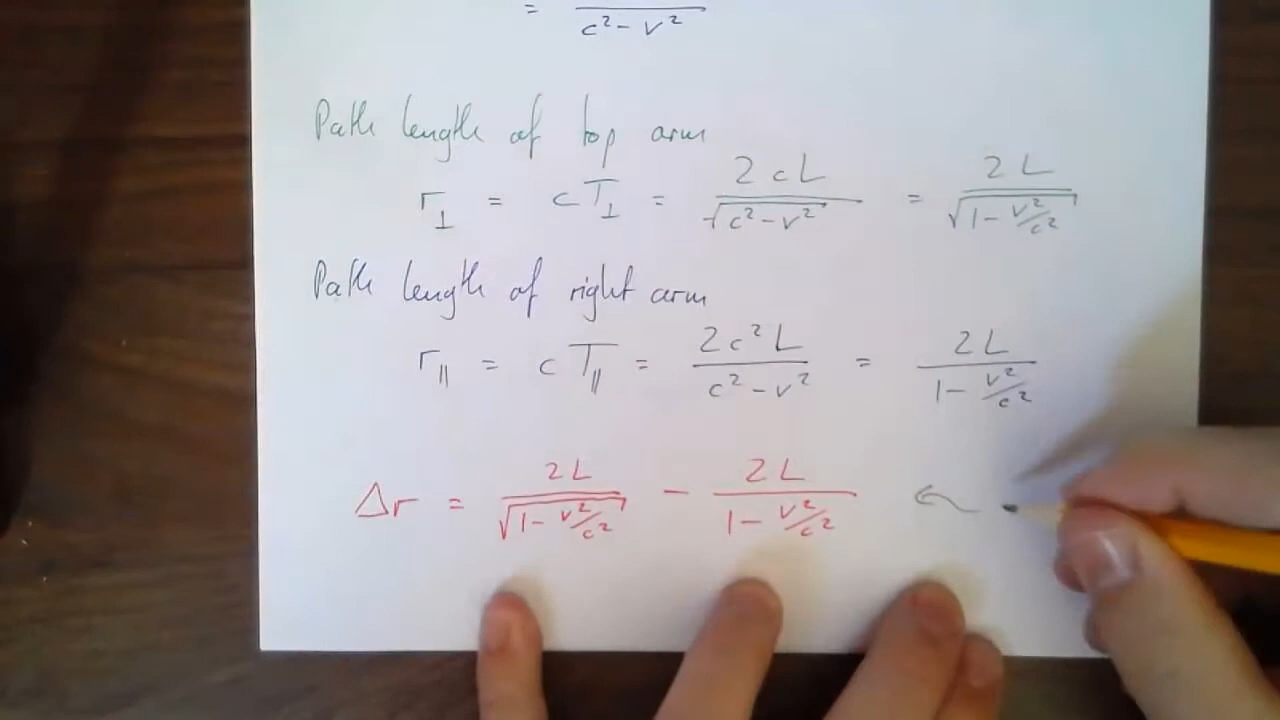 = / c² - v²
Path length of top arm
r⊥ = cT⊥ = 2cL / √(c² - v²) = 2L / √(1 - v²/c²)
Path length of right arm
r∥ = cT∥ = 2c²L / (c² - v²) = 2L / (1 - v²/c²)
Δr = 2L / √(1 - v²/c²) - 2L / (1 - v²/c²)